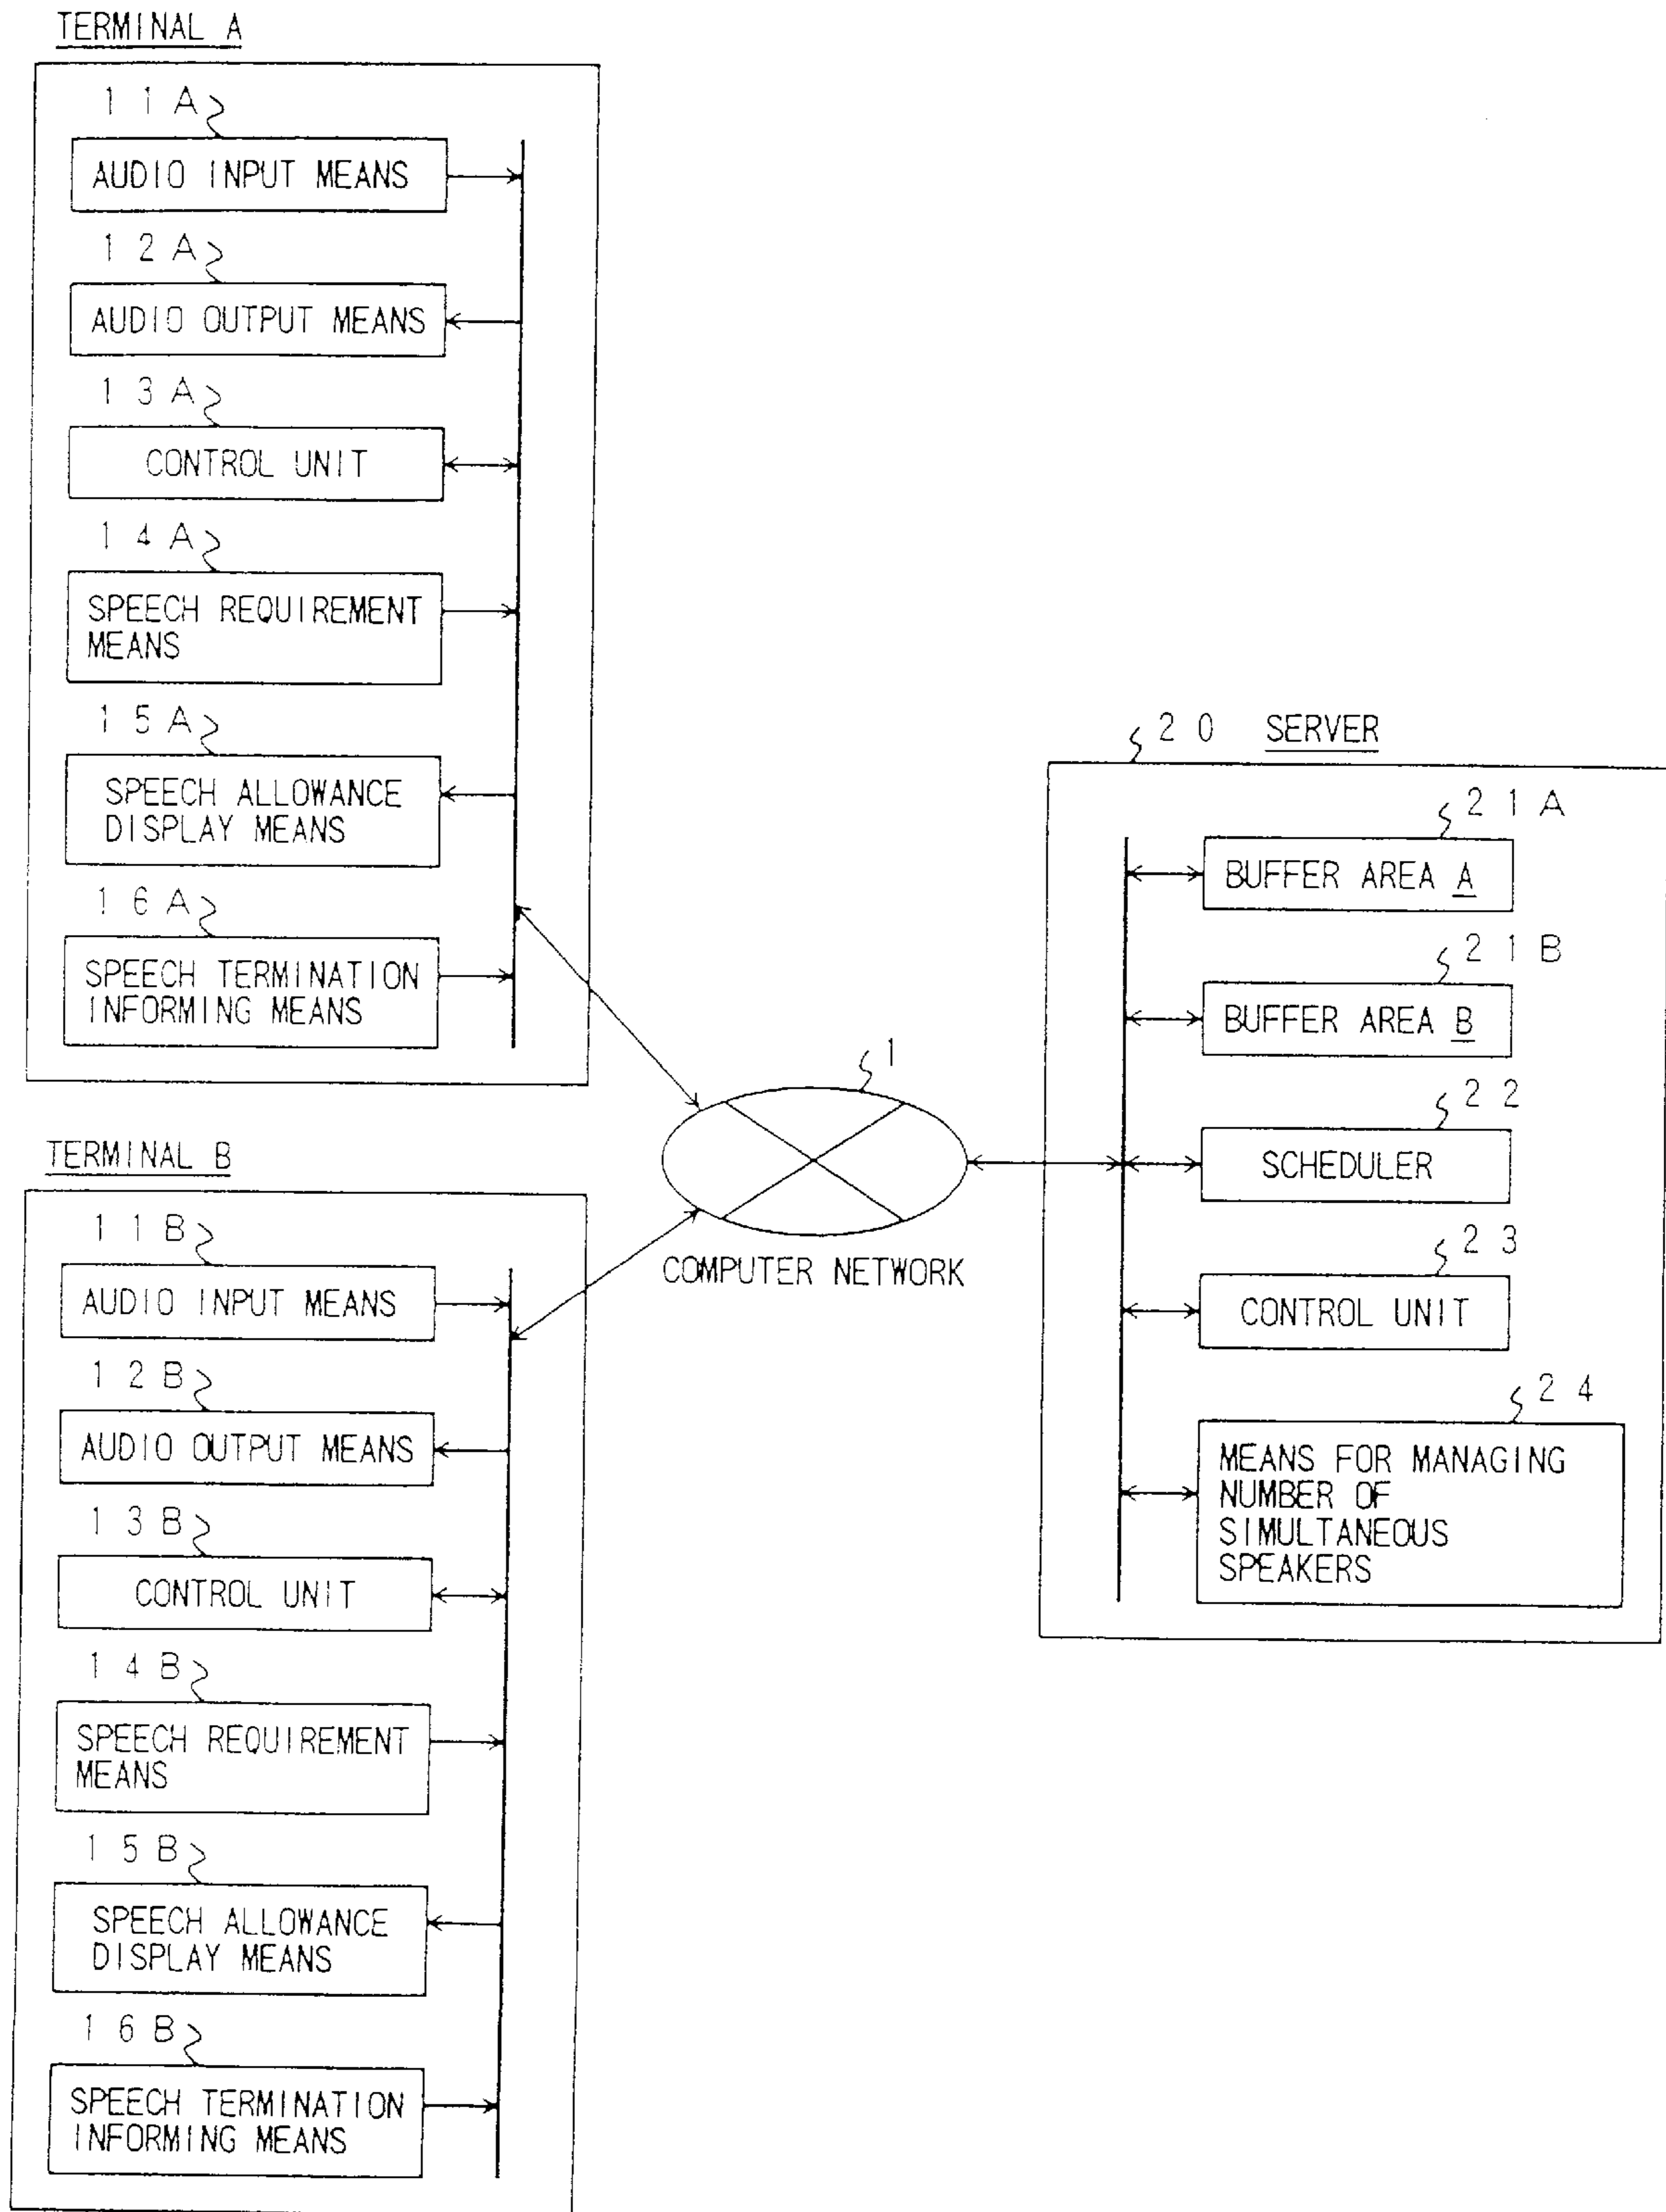 TERMINAL A
11A
AUDIO INPUT MEANS
12A
AUDIO OUTPUT MEANS
13A
CONTROL UNIT
14A
SPEECH REQUIREMENT
MEANS
15A
SPEECH ALLOWANCE
DISPLAY MEANS
16A
SPEECH TERMINATION
INFORMING MEANS
TERMINAL B
11B
AUDIO INPUT MEANS
12B
AUDIO OUTPUT MEANS
13B
CONTROL UNIT
14B
SPEECH REQUIREMENT
MEANS
15B
SPEECH ALLOWANCE
DISPLAY MEANS
16B
SPEECH TERMINATION
INFORMING MEANS
1
COMPUTER NETWORK
20 SERVER
21A
BUFFER AREA A
21B
BUFFER AREA B
22
SCHEDULER
23
CONTROL UNIT
24
MEANS FOR MANAGING
NUMBER OF
SIMULTANEOUS
SPEAKERS